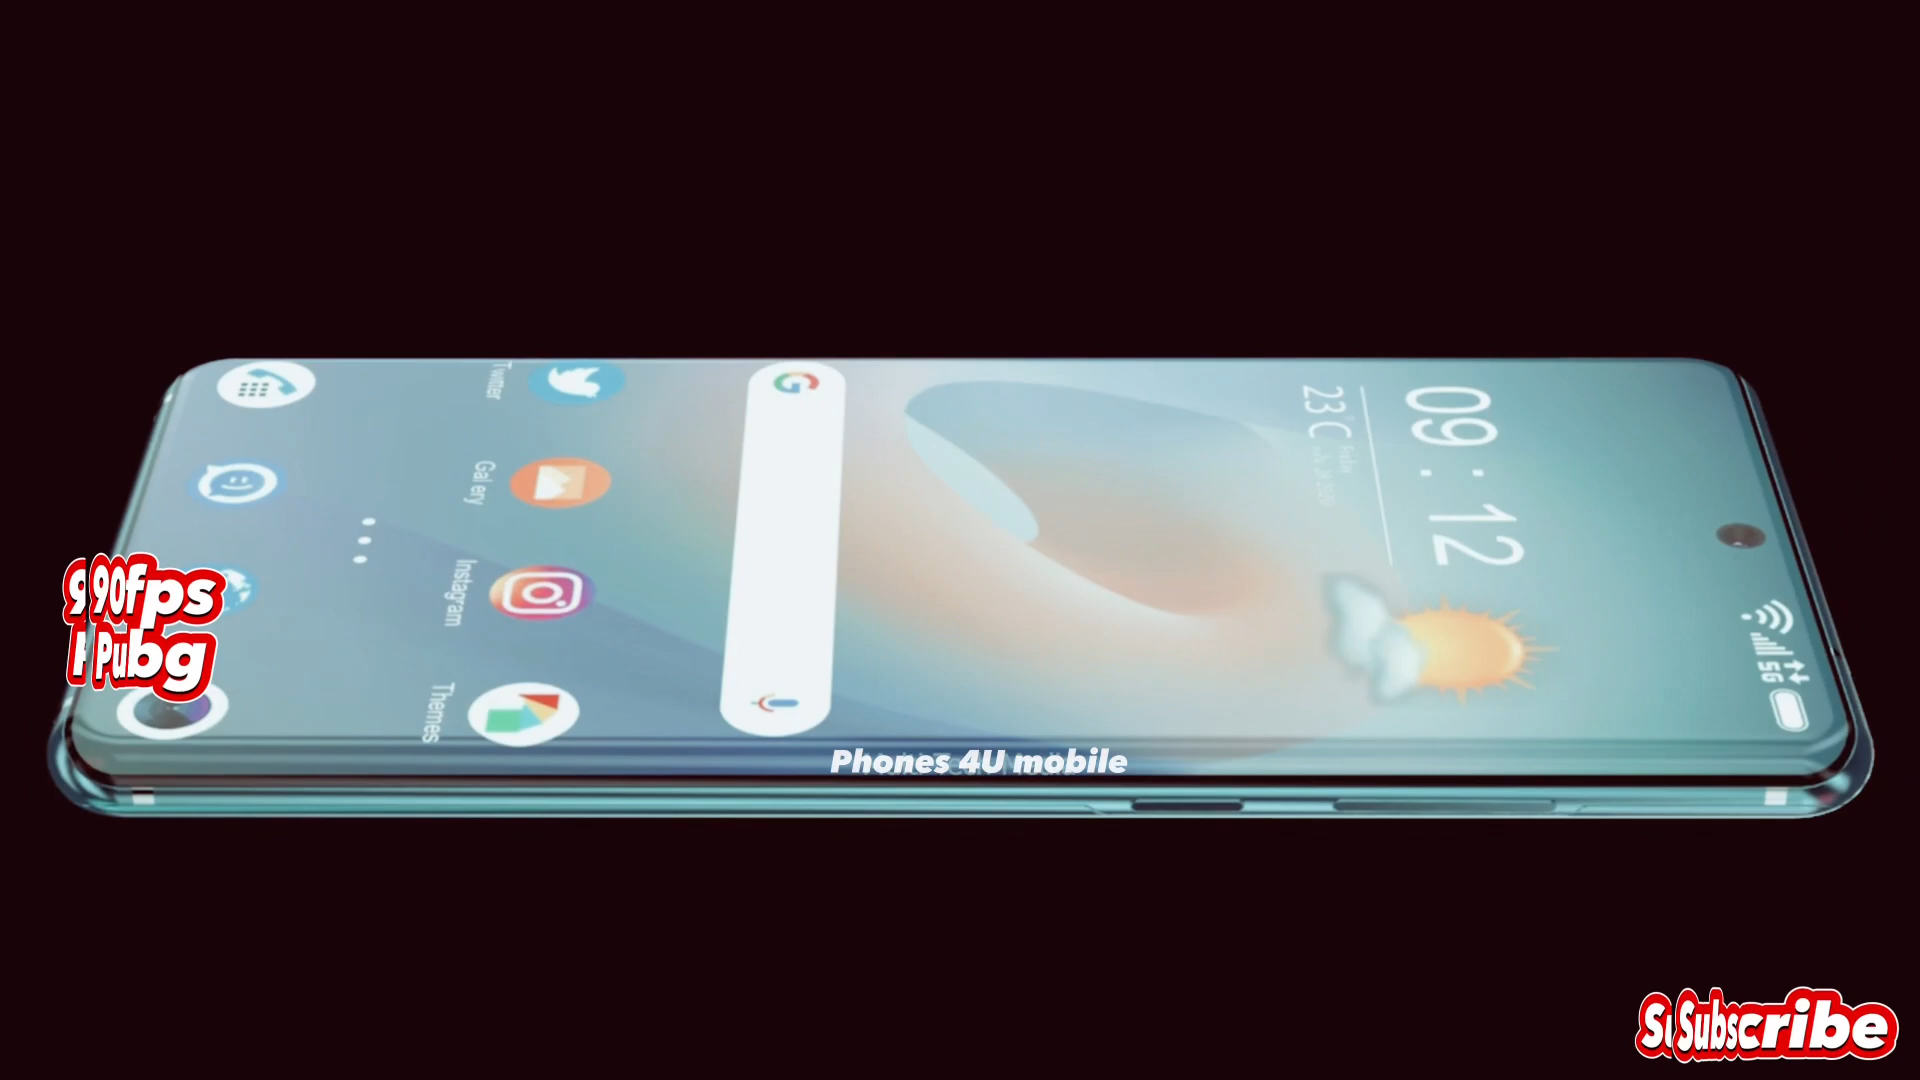 09 : 12
23°C
5G
Twitter
Gallery
Instagram
Themes
90fps
Pubg
Phones 4U mobile
Subscribe